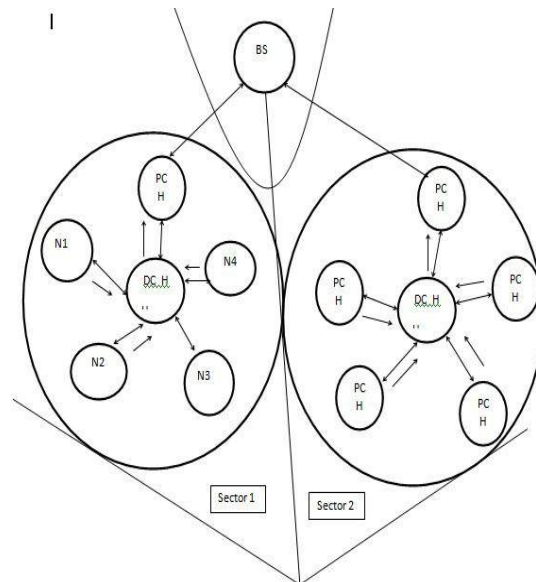 I
BS
PC
H
N1
N4
DC H
,,
N2
N3
PC
H
PC
H
PC
H
DC H
,,
PC
H
PC
H
Sector 1
Sector 2